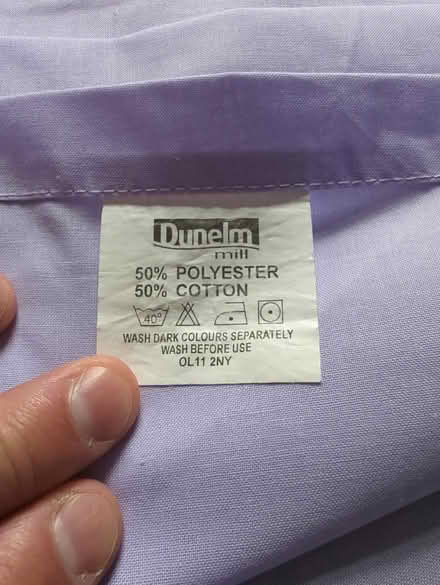 Dunelm
mill
50% POLYESTER
50% COTTON
40°
WASH DARK COLOURS SEPARATELY
WASH BEFORE USE
OL11 2NY